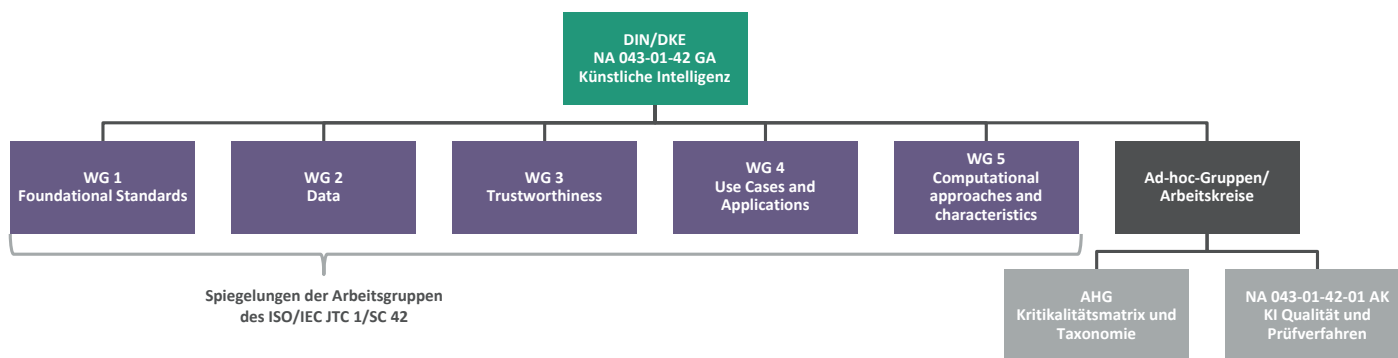 DIN/DKE
NA 043-01-42 GA
Künstliche Intelligenz
WG 1
Foundational Standards
WG 2
Data
WG 3
Trustworthiness
WG 4
Use Cases and
Applications
WG 5
Computational
approaches and
characteristics
Ad-hoc-Gruppen/
Arbeitskreise
Spiegelungen der Arbeitsgruppen
des ISO/IEC JTC 1/SC 42
AHG
Kritikalitätsmatrix und
Taxonomie
NA 043-01-42-01 AK
KI Qualität und
Prüfverfahren